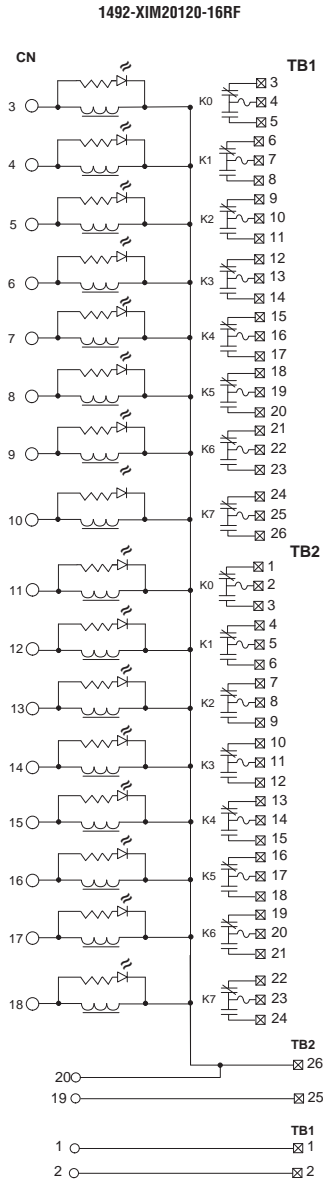 1492-XIM20120-16RF
CN
TB1
3 K0 3
4
5
4 K1 6
7
8
5 K2 9
10
11
6 K3 12
13
14
7 K4 15
16
17
8 K5 18
19
20
9 K6 21
22
23
10 K7 24
25
26
TB2
11 K0 1
2
3
12 K1 4
5
6
13 K2 7
8
9
14 K3 10
11
12
15 K4 13
14
15
16 K5 16
17
18
17 K6 19
20
21
18 K7 22
23
24
TB2
26
20
19 25
TB1
1 1
2 2